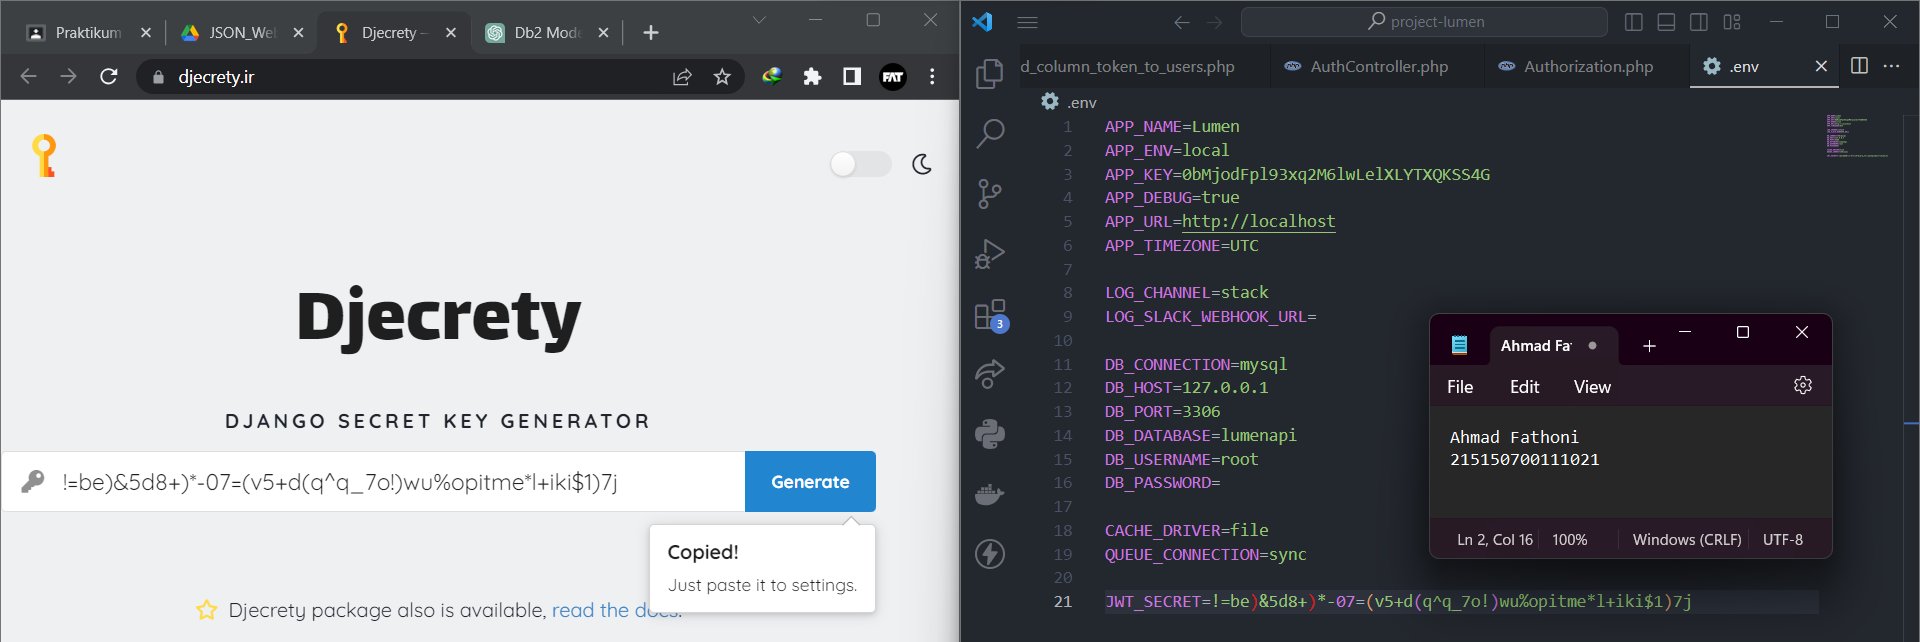 Praktikum
JSON_We
Djecrety –
Db2 Mod
djecrety.ir
FAT
Djecrety
DJANGO SECRET KEY GENERATOR
!=be)&5d8+)*-07=(v5+d(q^q_7o!)wu%opitme*l+iki$1)7j
Generate
Copied!
Just paste it to settings.
Djecrety package also is available, read the docs.
project-lumen
d_column_token_to_users.php
AuthController.php
Authorization.php
.env
.env
1 APP_NAME=Lumen
2 APP_ENV=local
3 APP_KEY=0bMjodFpl93xq2M6lwLelXLYTXQKSS4G
4 APP_DEBUG=true
5 APP_URL=http://localhost
6 APP_TIMEZONE=UTC
7
8 LOG_CHANNEL=stack
9 LOG_SLACK_WEBHOOK_URL=
10
11 DB_CONNECTION=mysql
12 DB_HOST=127.0.0.1
13 DB_PORT=3306
14 DB_DATABASE=lumenapi
15 DB_USERNAME=root
16 DB_PASSWORD=
17
18 CACHE_DRIVER=file
19 QUEUE_CONNECTION=sync
20
21 JWT_SECRET=!=be)&5d8+)*-07=(v5+d(q^q_7o!)wu%opitme*l+iki$1)7j
3
Ahmad Fa
File Edit View
Ahmad Fathoni
215150700111021
Ln 2, Col 16
100%
Windows (CRLF)
UTF-8